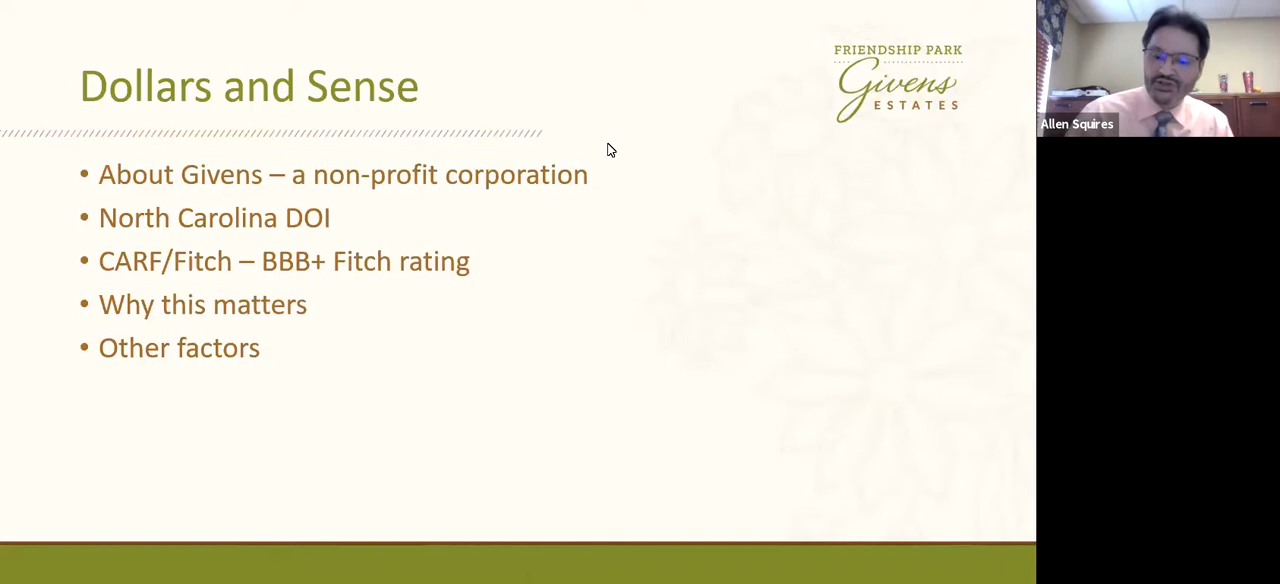 Dollars and Sense
FRIENDSHIP PARK
Givens
ESTATES
• About Givens – a non-profit corporation
• North Carolina DOI
• CARF/Fitch – BBB+ Fitch rating
• Why this matters
• Other factors
Allen Squires